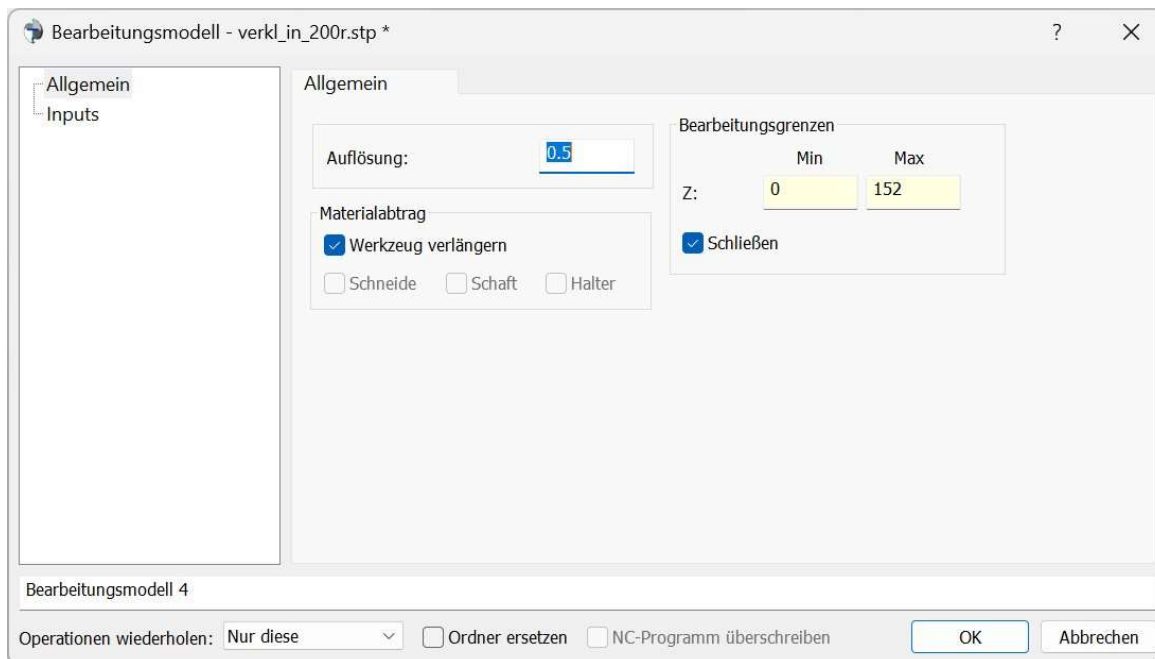 Bearbeitungsmodell - verkl_in_200r.stp *
?
Allgemein
Inputs
Allgemein
Auflösung:
0.5
Materialabtrag
Werkzeug verlängern
Schneide
Schaft
Halter
Bearbeitungsgrenzen
Min
Max
Z:
0
152
Schließen
Bearbeitungsmodell 4
Operationen wiederholen:
Nur diese
Ordner ersetzen
NC-Programm überschreiben
OK
Abbrechen